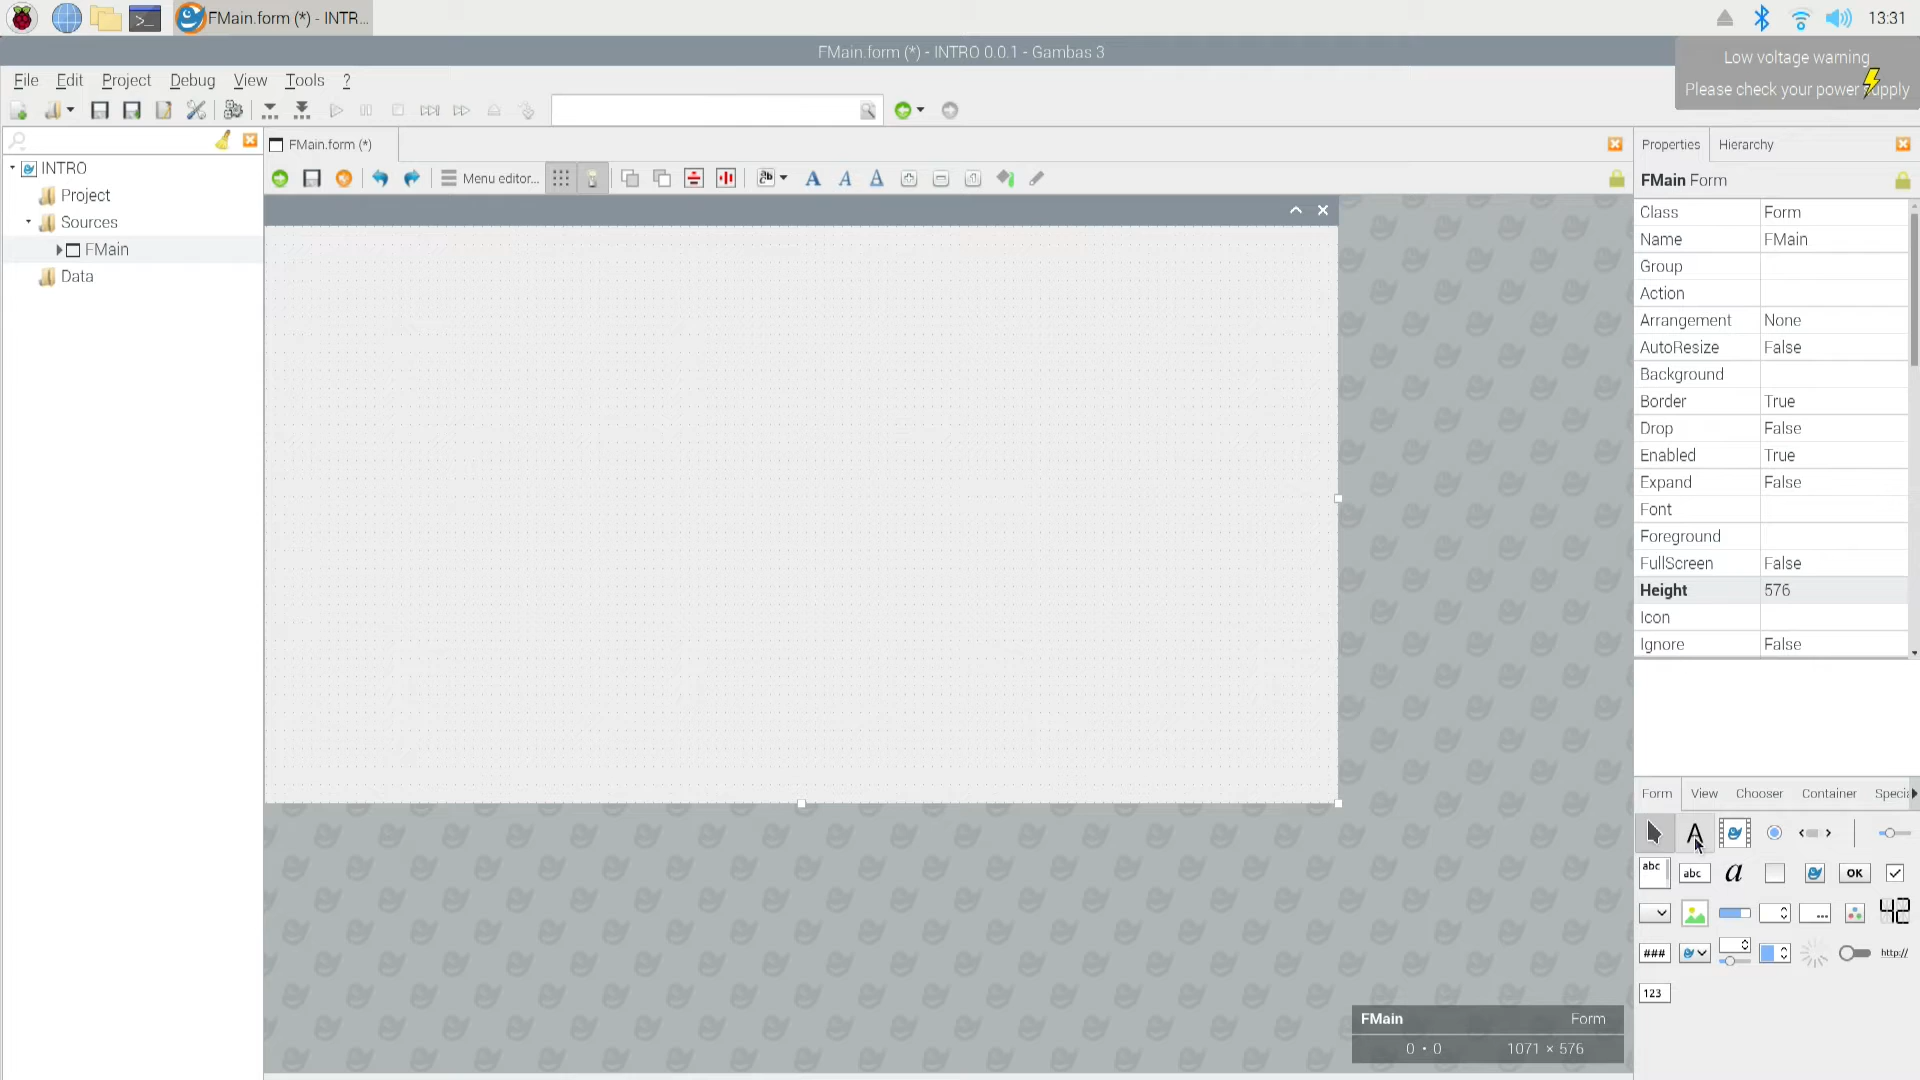 FMain.form (*) - INTR...
13:31
FMain.form (*) - INTRO 0.0.1 - Gambas 3
Low voltage warning
Please check your power supply
File Edit Project Debug View Tools ?
FMain.form (*)
Properties Hierarchy
INTRO
Project
Sources
FMain
Data
Menu editor...
FMain Form
Class Form
Name FMain
Group
Action
Arrangement None
AutoResize False
Background
Border True
Drop False
Enabled True
Expand False
Font
Foreground
FullScreen False
Height 576
Icon
Ignore False
Form View Chooser Container Specia
A
abc abc a OK
... 42
### http://
123
FMain Form
0 • 0 1071 × 576